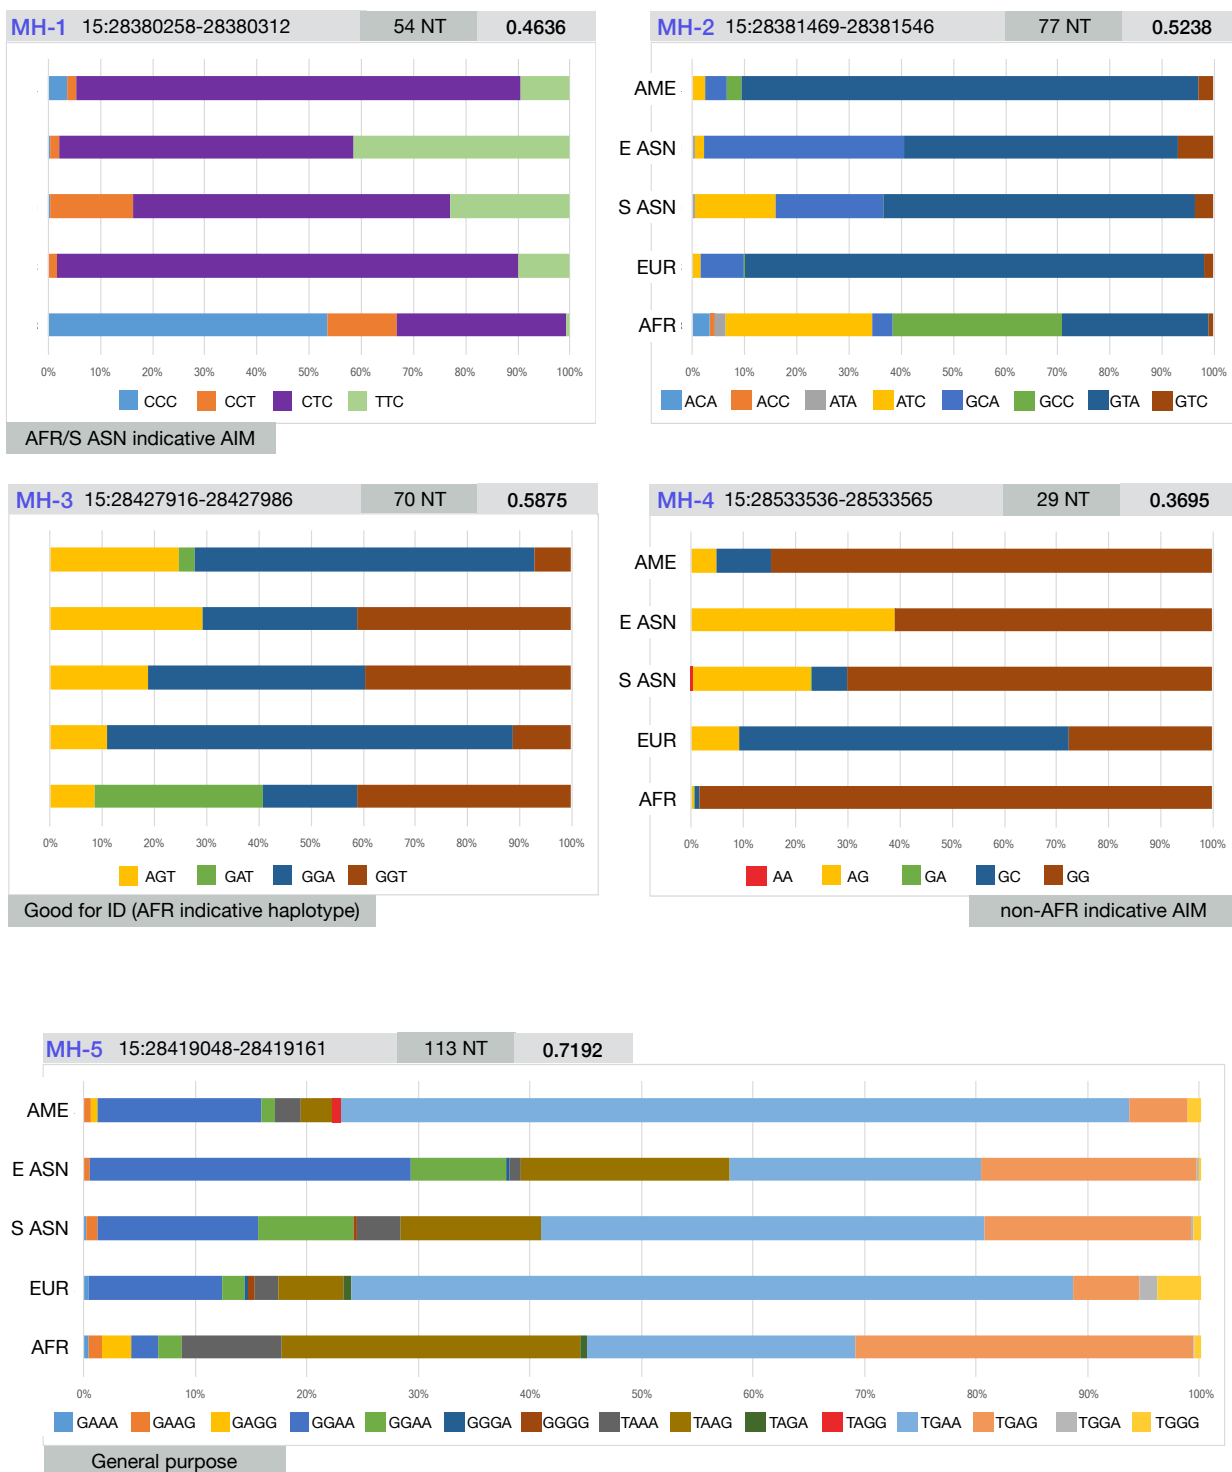 MH-1 15:28380258-28380312 54 NT 0.4636
0% 10% 20% 30% 40% 50% 60% 70% 80% 90% 100%
CCC CCT CTC TTC
AFR/S ASN indicative AIM
MH-2 15:28381469-28381546 77 NT 0.5238
AME
E ASN
S ASN
EUR
AFR
0% 10% 20% 30% 40% 50% 60% 70% 80% 90% 100%
ACA ACC ATA ATC GCA GCC GTA GTC
MH-3 15:28427916-28427986 70 NT 0.5875
0% 10% 20% 30% 40% 50% 60% 70% 80% 90% 100%
AGT GAT GGA GGT
Good for ID (AFR indicative haplotype)
MH-4 15:28533536-28533565 29 NT 0.3695
AME
E ASN
S ASN
EUR
AFR
0% 10% 20% 30% 40% 50% 60% 70% 80% 90% 100%
AA AG GA GC GG
non-AFR indicative AIM
MH-5 15:28419048-28419161 113 NT 0.7192
AME
E ASN
S ASN
EUR
AFR
0% 10% 20% 30% 40% 50% 60% 70% 80% 90% 100%
GAAA GAAG GAGG GGAA GGAA GGGA GGGG TAAA TAAG TAGA TAGG TGAA TGAG TGGA TGGG
General purpose